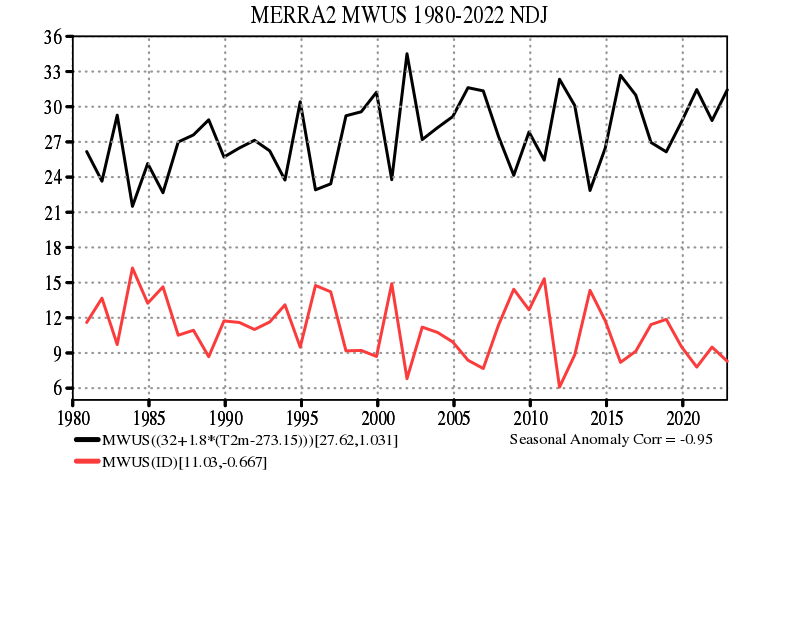 MERRA2 MWUS 1980-2022 NDJ
36
33
30
27
24
21
18
15
12
9
6
1980 1985 1990 1995 2000 2005 2010 2015 2020
MWUS((32+1.8*(T2m-273.15)))[27.62,1.031] Seasonal Anomaly Corr = -0.95
MWUS(ID)[11.03,-0.667]